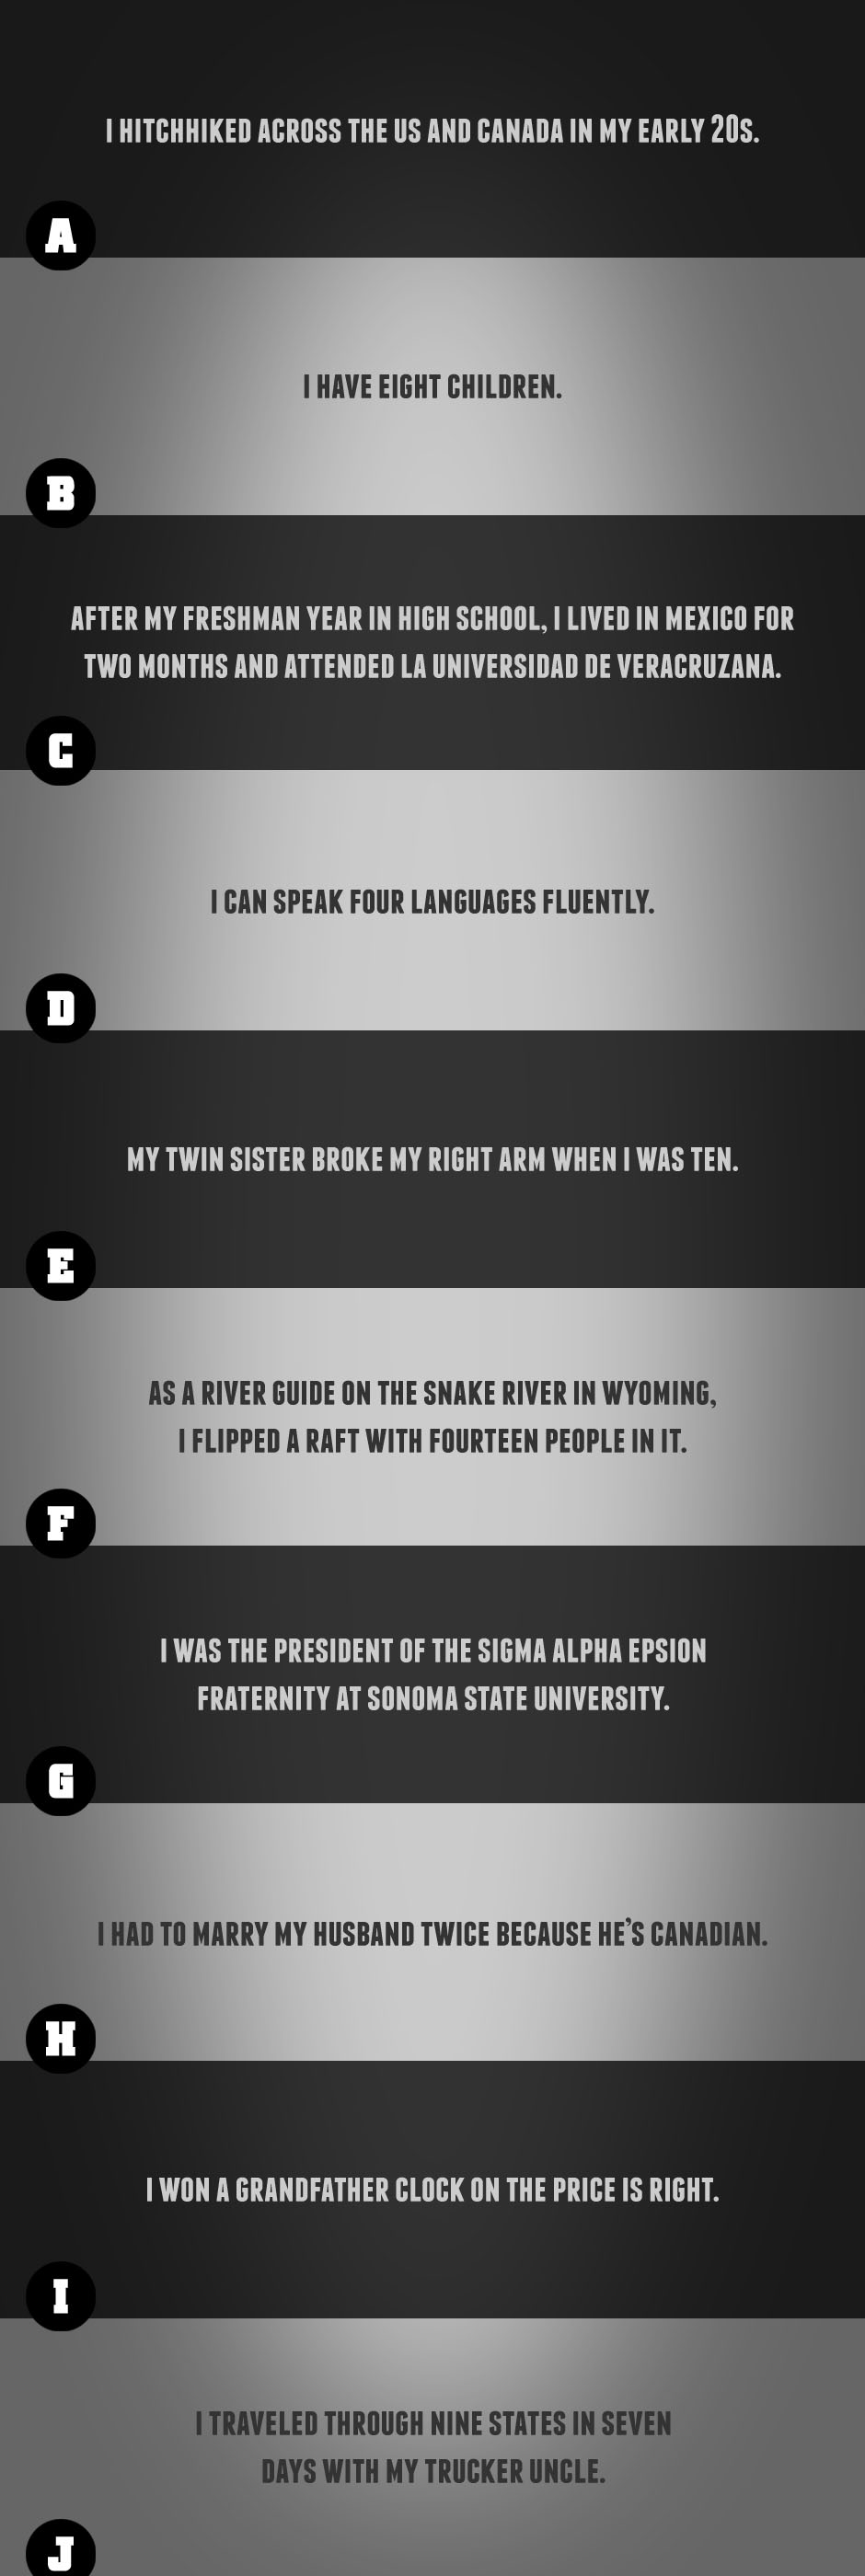 I HITCHHIKED ACROSS THE US AND CANADA IN MY EARLY 20S.
A
I HAVE EIGHT CHILDREN.
B
AFTER MY FRESHMAN YEAR IN HIGH SCHOOL, I LIVED IN MEXICO FOR
TWO MONTHS AND ATTENDED LA UNIVERSIDAD DE VERACRUZANA.
C
I CAN SPEAK FOUR LANGUAGES FLUENTLY.
D
MY TWIN SISTER BROKE MY RIGHT ARM WHEN I WAS TEN.
E
AS A RIVER GUIDE ON THE SNAKE RIVER IN WYOMING,
I FLIPPED A RAFT WITH FOURTEEN PEOPLE IN IT.
F
I WAS THE PRESIDENT OF THE SIGMA ALPHA EPSION
FRATERNITY AT SONOMA STATE UNIVERSITY.
G
I HAD TO MARRY MY HUSBAND TWICE BECAUSE HE'S CANADIAN.
H
I WON A GRANDFATHER CLOCK ON THE PRICE IS RIGHT.
I
I TRAVELED THROUGH NINE STATES IN SEVEN
DAYS WITH MY TRUCKER UNCLE.
J